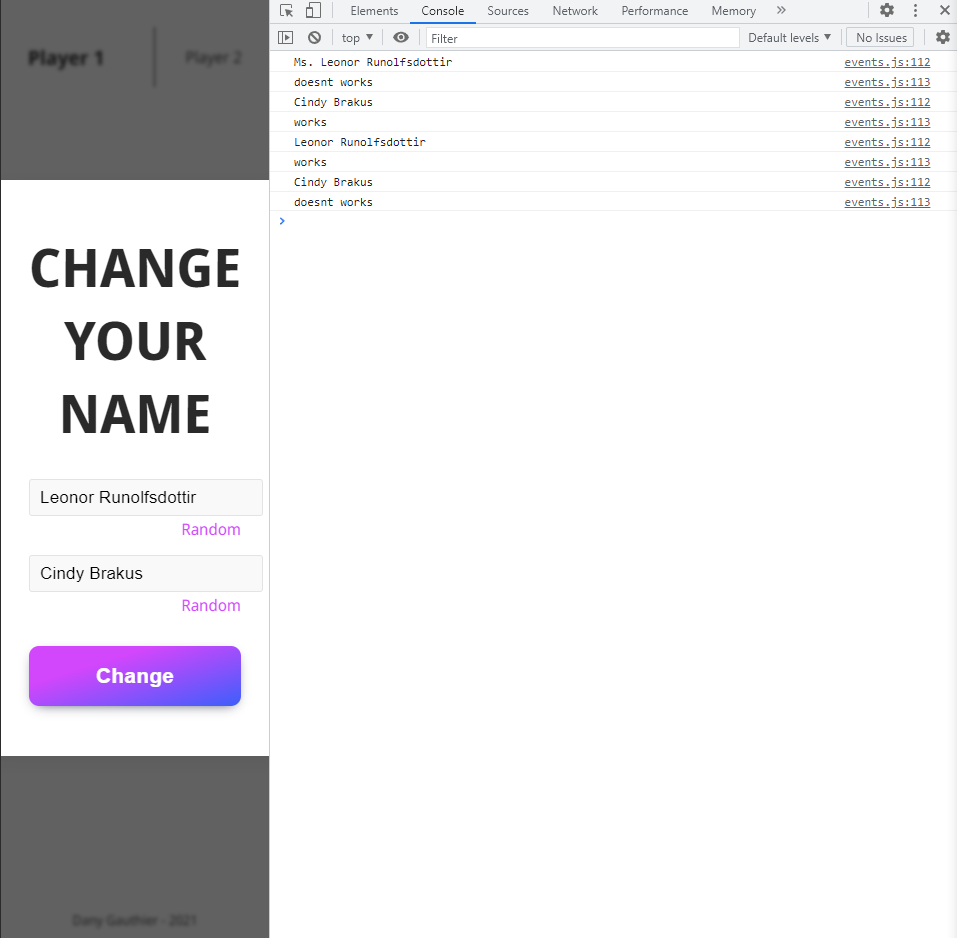 Player 1
Player 2
CHANGE
YOUR
NAME
Leonor Runolfsdottir
Random
Cindy Brakus
Random
Change
Dany Gauthier - 2021
Elements Console Sources Network Performance Memory »
top ▼ Filter Default levels ▼ No Issues
Ms. Leonor Runolfsdottir events.js:112
doesnt works events.js:113
Cindy Brakus events.js:112
works events.js:113
Leonor Runolfsdottir events.js:112
works events.js:113
Cindy Brakus events.js:112
doesnt works events.js:113